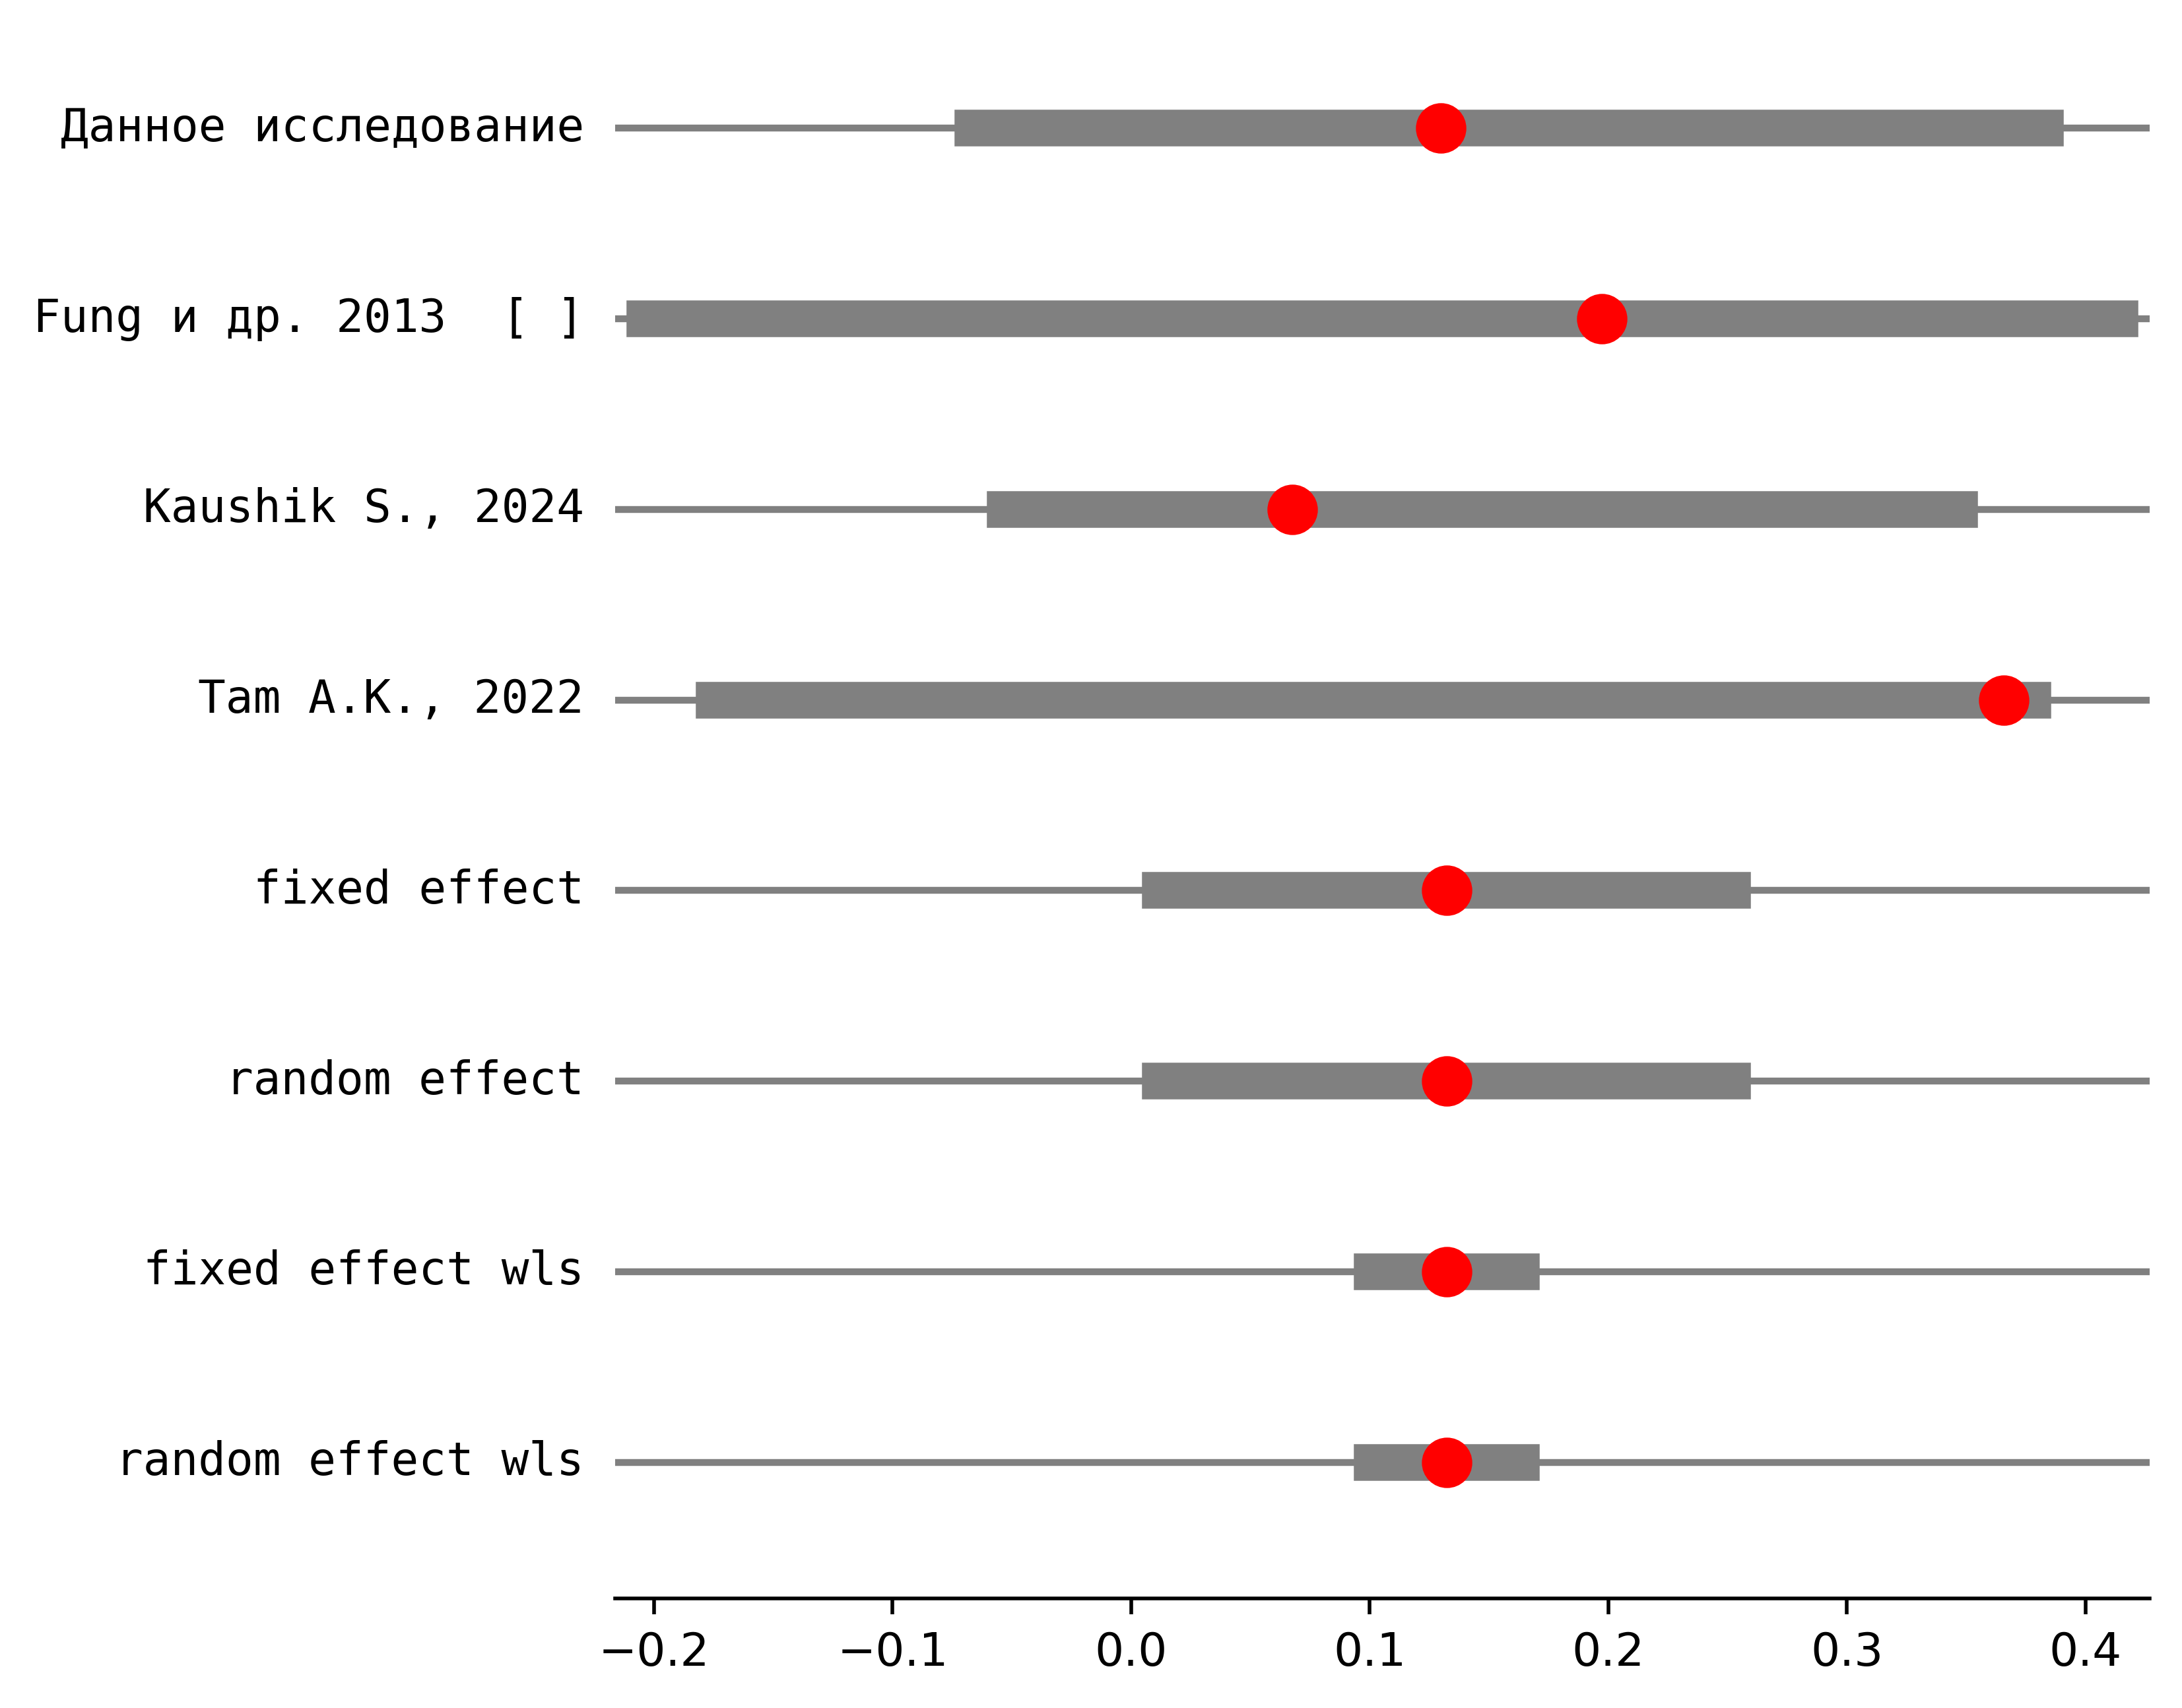 Данное исследование
Fung и др. 2013  [ ]
Kaushik S., 2024
Tam A.K., 2022
fixed effect
random effect
fixed effect wls
random effect wls
−0.2 −0.1 0.0 0.1 0.2 0.3 0.4